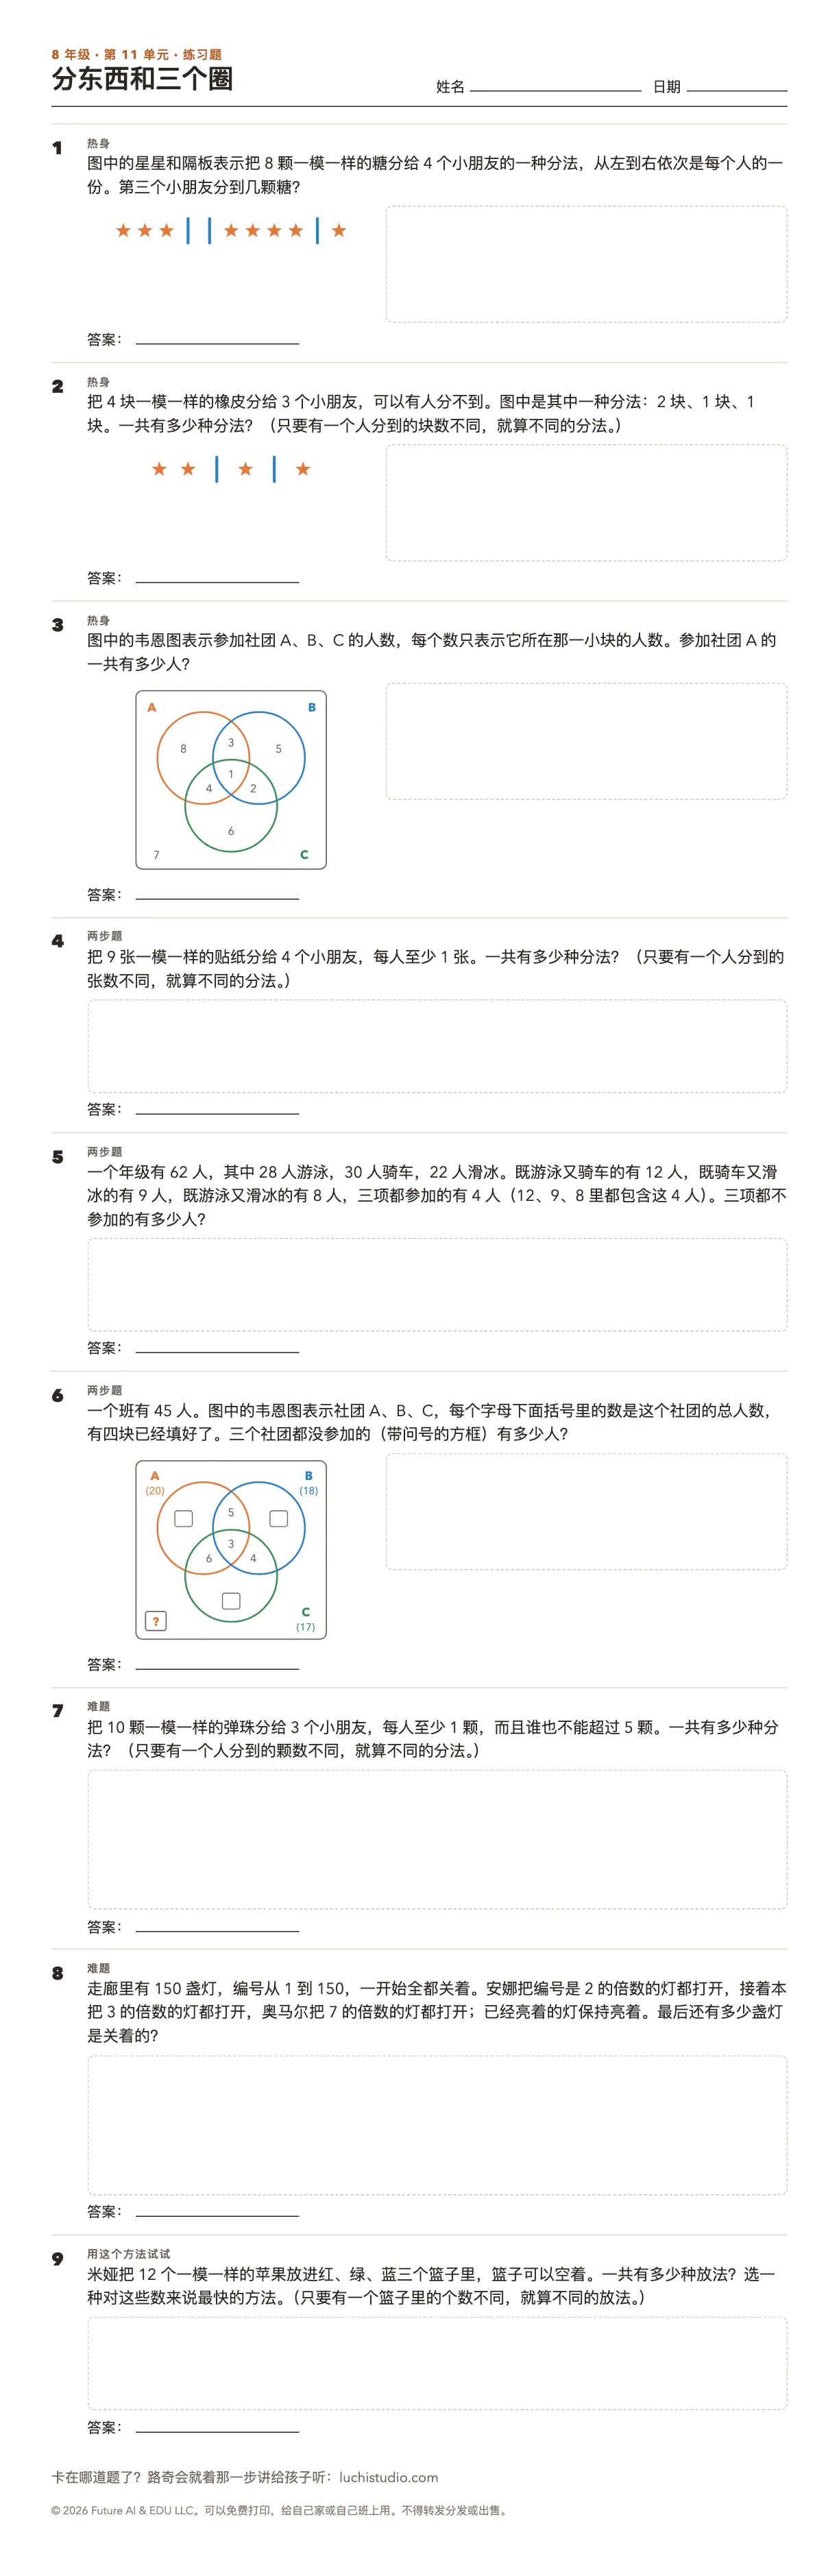 8 年级 · 第 11 单元 · 练习题
分东西和三个圈
姓名 日期
1
热身
图中的星星和隔板表示把 8 颗一模一样的糖分给 4 个小朋友的一种分法，从左到右依次是每个人的一
份。第三个小朋友分到几颗糖？
答案：
2
热身
把 4 块一模一样的橡皮分给 3 个小朋友，可以有人分不到。图中是其中一种分法：2 块、1 块、1
块。一共有多少种分法？（只要有一个人分到的块数不同，就算不同的分法。）
答案：
3
热身
图中的韦恩图表示参加社团 A、B、C 的人数，每个数只表示它所在那一小块的人数。参加社团 A 的
一共有多少人？
A B
8 3 5
1
4 2
6
7 C
答案：
4
两步题
把 9 张一模一样的贴纸分给 4 个小朋友，每人至少 1 张。一共有多少种分法？（只要有一个人分到的
张数不同，就算不同的分法。）
答案：
5
两步题
一个年级有 62 人，其中 28 人游泳，30 人骑车，22 人滑冰。既游泳又骑车的有 12 人，既骑车又滑
冰的有 9 人，既游泳又滑冰的有 8 人，三项都参加的有 4 人（12、9、8 里都包含这 4 人）。三项都不
参加的有多少人？
答案：
6
两步题
一个班有 45 人。图中的韦恩图表示社团 A、B、C，每个字母下面括号里的数是这个社团的总人数，
有四块已经填好了。三个社团都没参加的（带问号的方框）有多少人？
A B
(20) (18)
5
3
6 4
C
?
(17)
答案：
7
难题
把 10 颗一模一样的弹珠分给 3 个小朋友，每人至少 1 颗，而且谁也不能超过 5 颗。一共有多少种分
法？（只要有一个人分到的颗数不同，就算不同的分法。）
答案：
8
难题
走廊里有 150 盏灯，编号从 1 到 150，一开始全都关着。安娜把编号是 2 的倍数的灯都打开，接着本
把 3 的倍数的灯都打开，奥马尔把 7 的倍数的灯都打开；已经亮着的灯保持亮着。最后还有多少盏灯
是关着的？
答案：
9
用这个方法试试
米娅把 12 个一模一样的苹果放进红、绿、蓝三个篮子里，篮子可以空着。一共有多少种放法？选一
种对这些数来说最快的方法。（只要有一个篮子里的个数不同，就算不同的放法。）
答案：
卡在哪道题了？路奇会就着那一步讲给孩子听：luchistudio.com
© 2026 Future AI & EDU LLC。可以免费打印，给自己家或自己班上用。不得转发分发或出售。